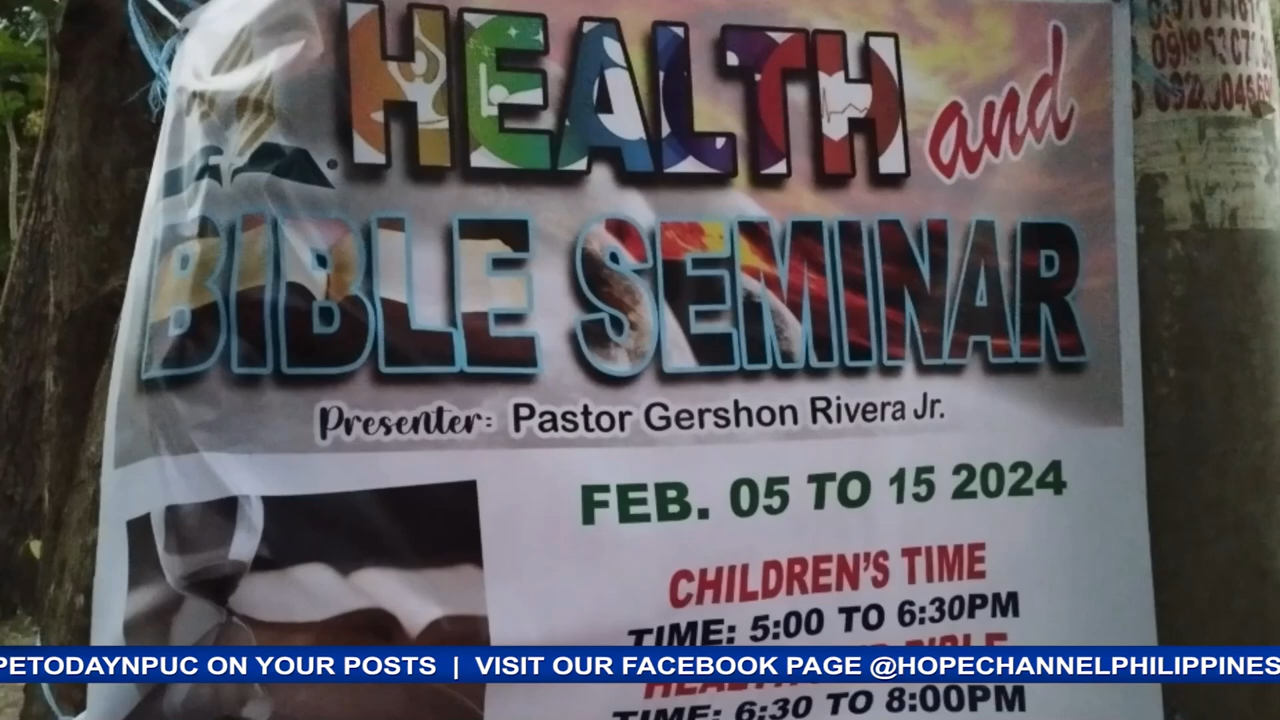 HEALTH and
BIBLE SEMINAR
Presenter: Pastor Gershon Rivera Jr.
FEB. 05 TO 15 2024
CHILDREN'S TIME
TIME: 5:00 TO 6:30PM
PETODAYNPUC ON YOUR POSTS | VISIT OUR FACEBOOK PAGE @HOPECHANNELPHILIPPINES
TIME: 6:30 TO 8:00PM